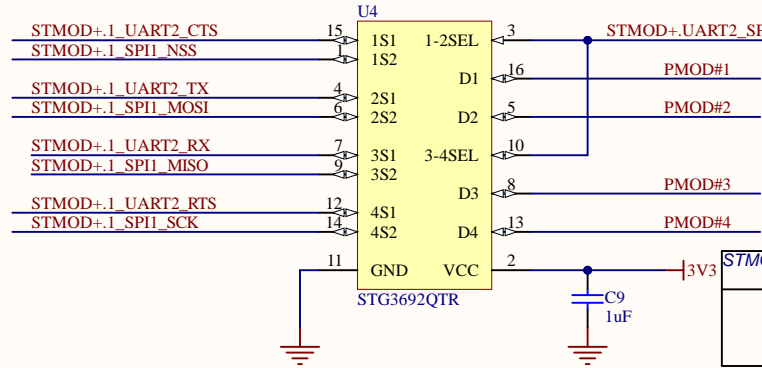 U4
STMOD+.1_UART2_CTS 15 1S1 1-2SEL 3 STMOD+.UART2_SP
STMOD+.1_SPI1_NSS 1 1S2
D1 16 PMOD#1
STMOD+.1_UART2_TX 4 2S1
STMOD+.1_SPI1_MOSI 6 2S2 D2 5 PMOD#2
STMOD+.1_UART2_RX 7 3S1 3-4SEL 10
STMOD+.1_SPI1_MISO 9 3S2
D3 8 PMOD#3
STMOD+.1_UART2_RTS 12 4S1
STMOD+.1_SPI1_SCK 14 4S2 D4 13 PMOD#4
11 GND VCC 2 3V3 STMO
STG3692QTR C9
1uF